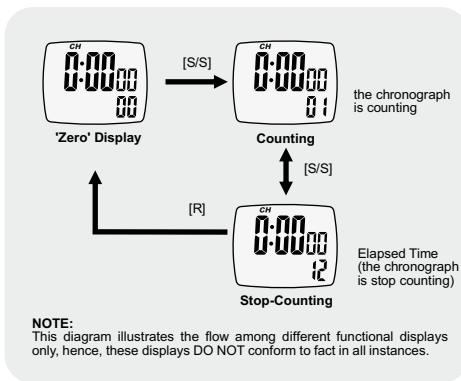 CH
0:00 00
00
'Zero' Display
[S/S]
CH
0:00 00
01
Counting
the chronograph
is counting
[S/S]
[R]
CH
0:00 00
12
Stop-Counting
Elapsed Time
(the chronograph
is stop counting)
NOTE:
This diagram illustrates the flow among different functional displays
only, hence, these displays DO NOT conform to fact in all instances.